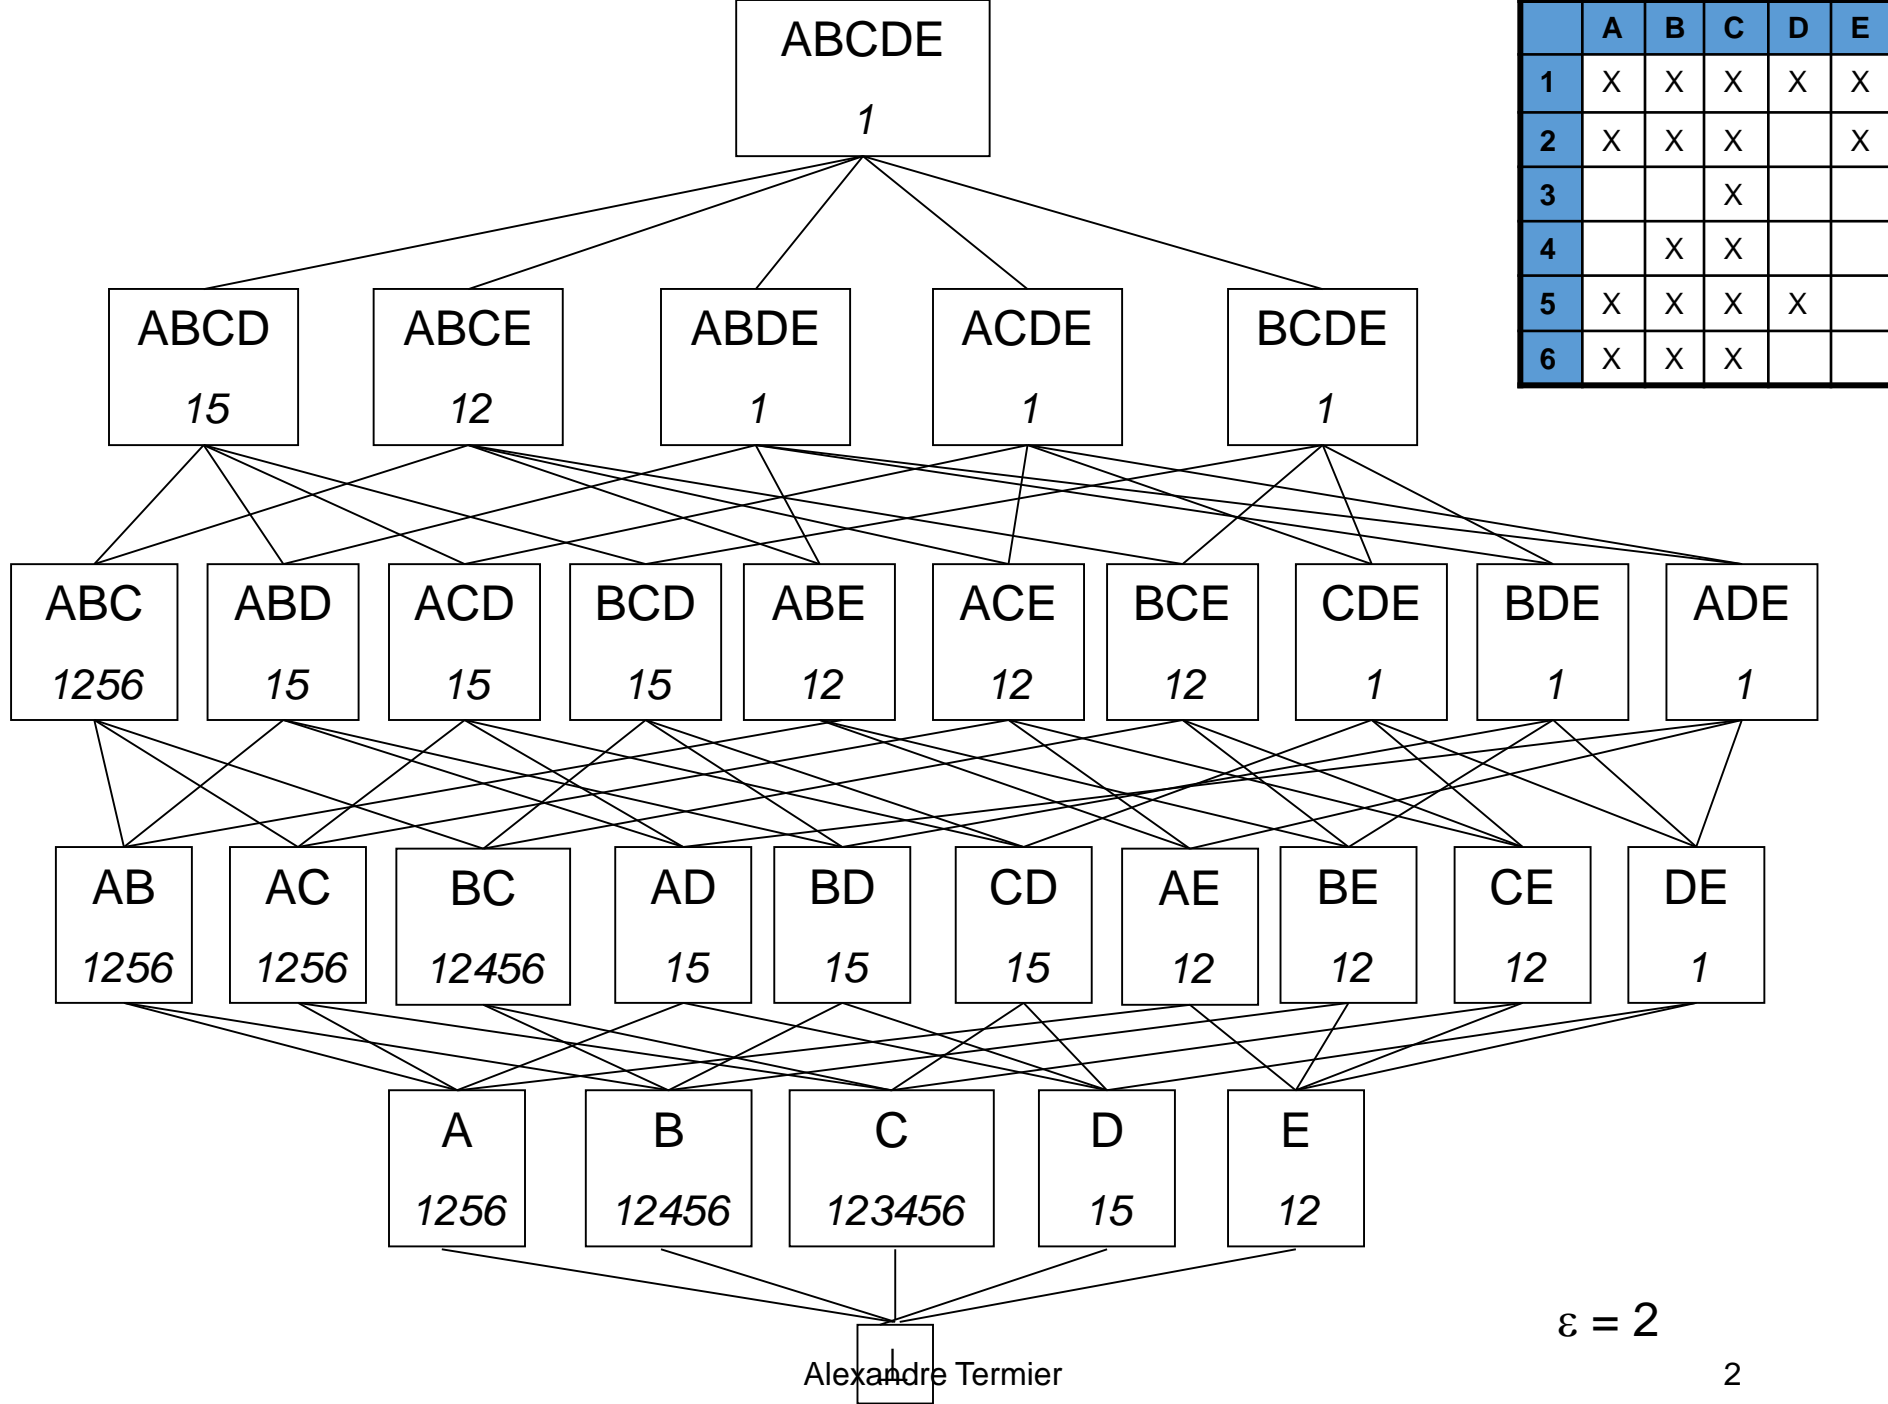 ABCDE
1
A B C D E
1 X X X X X
2 X X X X
3 X
4 X X
5 X X X X
6 X X X
ABCD ABCE ABDE ACDE BCDE
15 12 1 1 1
ABC ABD ACD BCD ABE ACE BCE CDE BDE ADE
1256 15 15 15 12 12 12 1 1 1
AB AC BC AD BD CD AE BE CE DE
1256 1256 12456 15 15 15 12 12 12 1
A B C D E
1256 12456 123456 15 12
ε = 2
⊥
Alexandre Termier
2